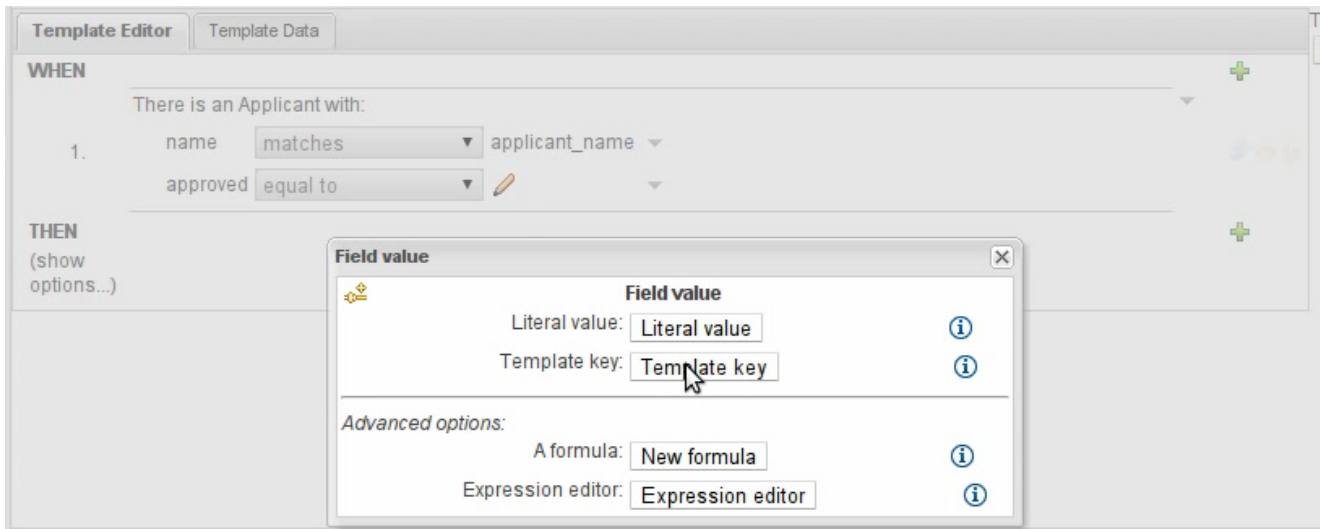 Template Editor Template Data
WHEN
There is an Applicant with:
1. name matches applicant_name
approved equal to
THEN
(show
options...)
Field value
Field value
Literal value: Literal value
Template key: Template key
Advanced options:
A formula: New formula
Expression editor: Expression editor